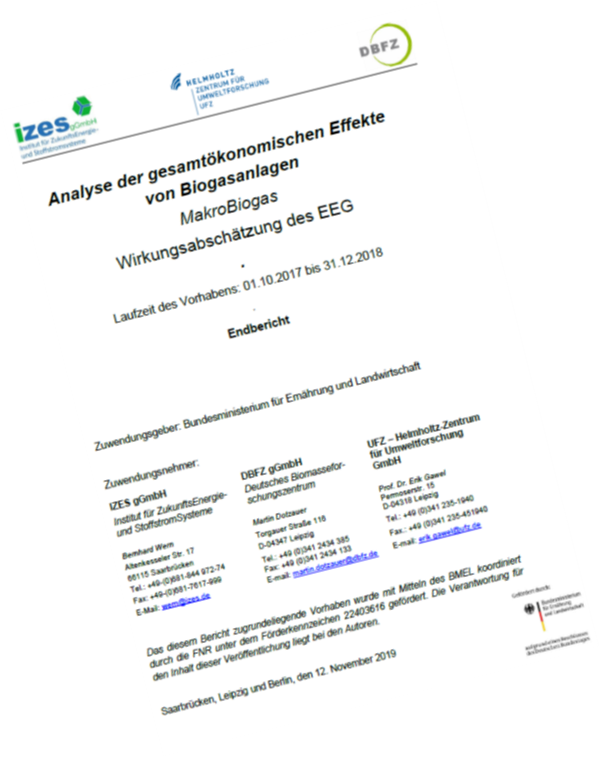 izes gGmbH
Institut für ZukunftsEnergie-
und Stoffstromsysteme
HELMHOLTZ
ZENTRUM FÜR
UMWELTFORSCHUNG
UFZ
DBFZ
Analyse der gesamtökonomischen Effekte
von Biogasanlagen
MakroBiogas
Wirkungsabschätzung des EEG
Laufzeit des Vorhabens: 01.10.2017 bis 31.12.2018
Endbericht
Zuwendungsgeber: Bundesministerium für Ernährung und Landwirtschaft
Zuwendungsnehmer:
IZES gGmbH
Institut für ZukunftsEnergie-
und StoffstromSysteme
Bernhard Wern
Altenkesseler Str. 17
66115 Saarbrücken
Tel.: +49-(0)681-844 972-74
Fax: +49-(0)681-7617-999
E-Mail: wern@izes.de
DBFZ gGmbH
Deutsches Biomassefor-
schungszentrum
Martin Dotzauer
Torgauer Straße 116
D-04347 Leipzig
Tel.: +49 (0)341 2434 385
Fax: +49 (0)341 2434 133
E-mail: martin.dotzauer@dbfz.de
UFZ – Helmholtz-Zentrum
für Umweltforschung
GmbH
Prof. Dr. Erik Gawel
Permoserstr. 15
D-04318 Leipzig
Tel.: +49 (0)341 235-1940
Fax: +49 (0)341 235-451940
E-mail: erik.gawel@ufz.de
Das diesem Bericht zugrundeliegende Vorhaben wurde mit Mitteln des BMEL koordiniert
durch die FNR unter dem Förderkennzeichen 22403616 gefördert. Die Verantwortung für
den Inhalt dieser Veröffentlichung liegt bei den Autoren.
Gefördert durch:
Bundesministerium
für Ernährung
und Landwirtschaft
aufgrund eines Beschlusses
des Deutschen Bundestages
Saarbrücken, Leipzig und Berlin, den 12. November 2019